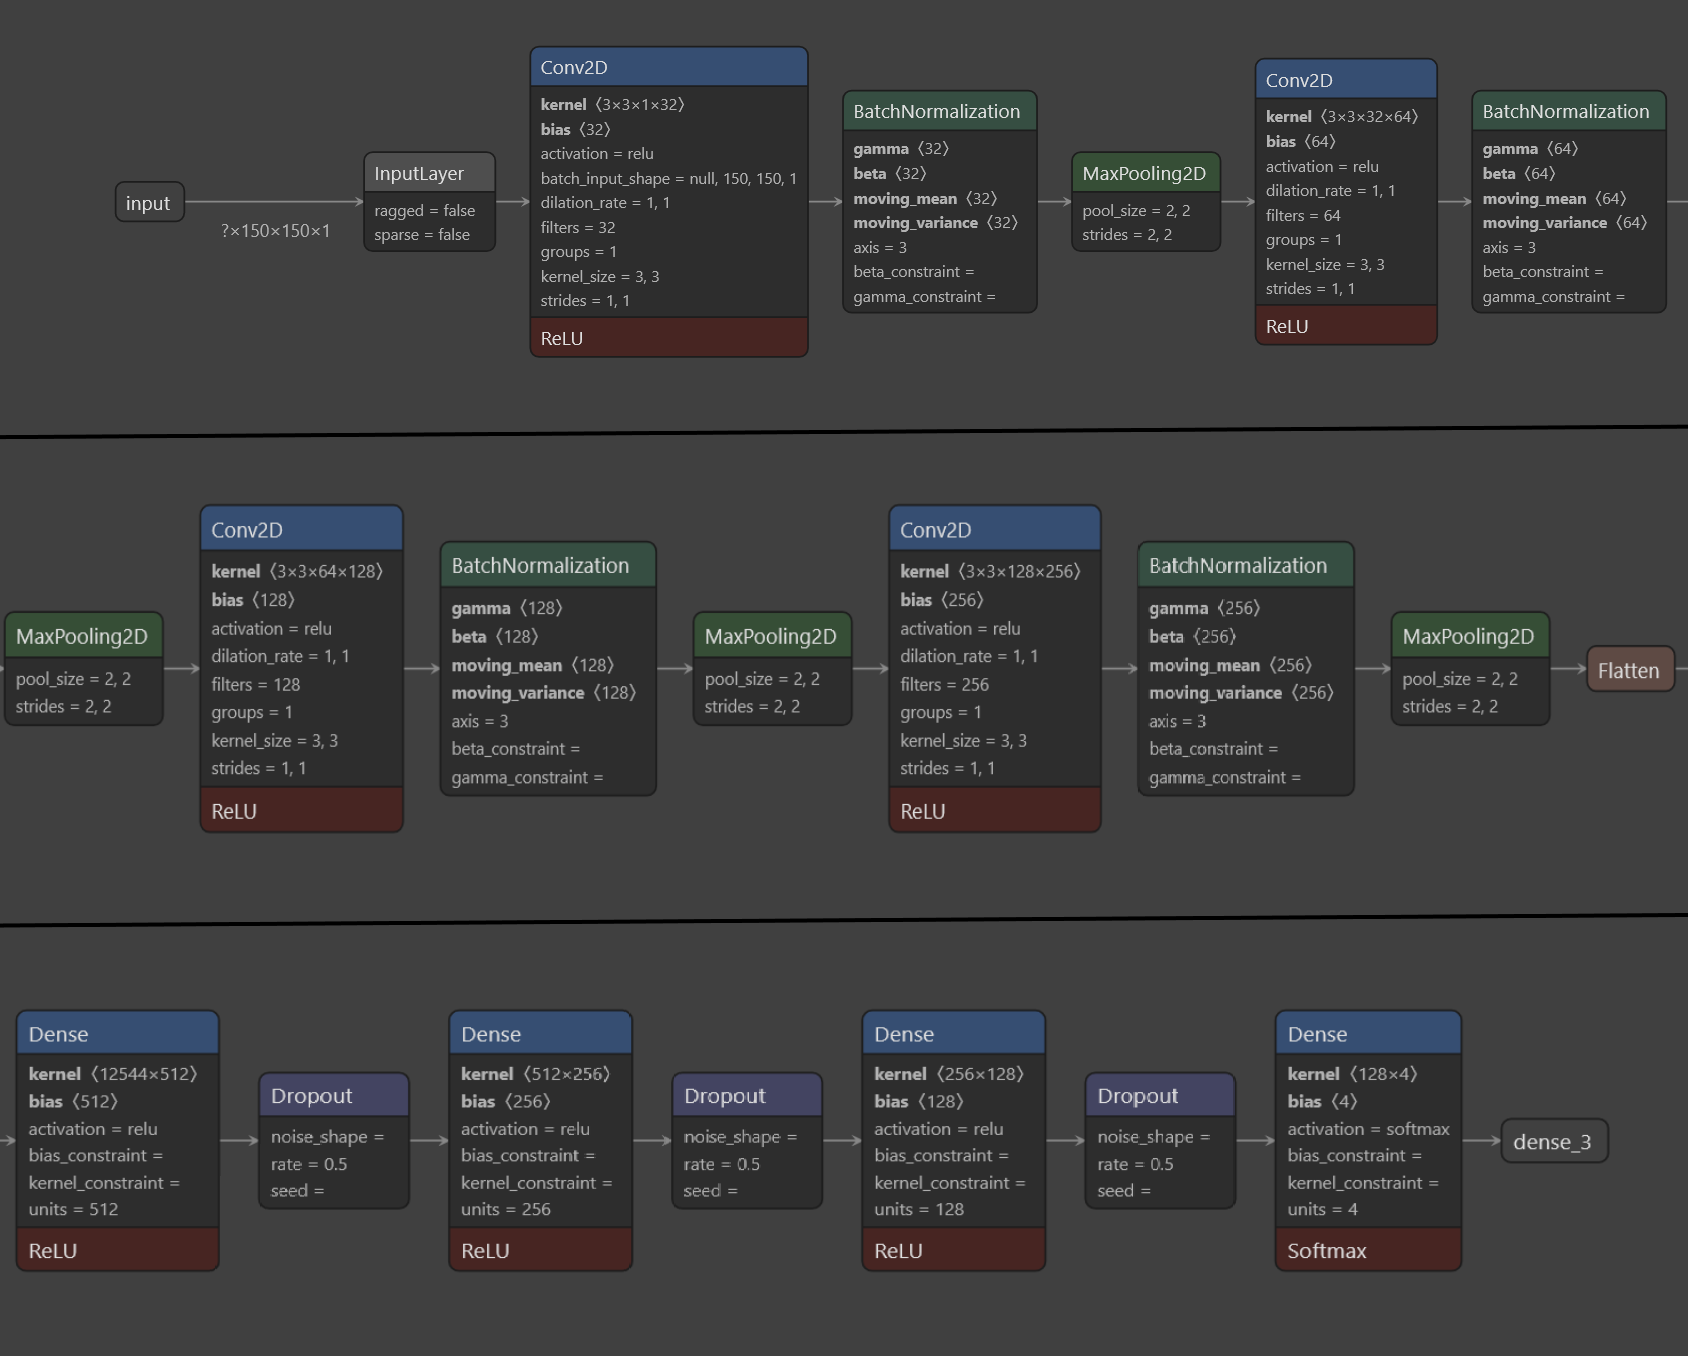 input
?×150×150×1
InputLayer
ragged = false
sparse = false
Conv2D
kernel 〈3×3×1×32〉
bias 〈32〉
activation = relu
batch_input_shape = null, 150, 150, 1
dilation_rate = 1, 1
filters = 32
groups = 1
kernel_size = 3, 3
strides = 1, 1
ReLU
BatchNormalization
gamma 〈32〉
beta 〈32〉
moving_mean 〈32〉
moving_variance 〈32〉
axis = 3
beta_constraint =
gamma_constraint =
MaxPooling2D
pool_size = 2, 2
strides = 2, 2
Conv2D
kernel 〈3×3×32×64〉
bias 〈64〉
activation = relu
dilation_rate = 1, 1
filters = 64
groups = 1
kernel_size = 3, 3
strides = 1, 1
ReLU
BatchNormalization
gamma 〈64〉
beta 〈64〉
moving_mean 〈64〉
moving_variance 〈64〉
axis = 3
beta_constraint =
gamma_constraint =
MaxPooling2D
pool_size = 2, 2
strides = 2, 2
Conv2D
kernel 〈3×3×64×128〉
bias 〈128〉
activation = relu
dilation_rate = 1, 1
filters = 128
groups = 1
kernel_size = 3, 3
strides = 1, 1
ReLU
BatchNormalization
gamma 〈128〉
beta 〈128〉
moving_mean 〈128〉
moving_variance 〈128〉
axis = 3
beta_constraint =
gamma_constraint =
MaxPooling2D
pool_size = 2, 2
strides = 2, 2
Conv2D
kernel 〈3×3×128×256〉
bias 〈256〉
activation = relu
dilation_rate = 1, 1
filters = 256
groups = 1
kernel_size = 3, 3
strides = 1, 1
ReLU
BatchNormalization
gamma 〈256〉
beta 〈256〉
moving_mean 〈256〉
moving_variance 〈256〉
axis = 3
beta_constraint =
gamma_constraint =
MaxPooling2D
pool_size = 2, 2
strides = 2, 2
Flatten
Dense
kernel 〈12544×512〉
bias 〈512〉
activation = relu
bias_constraint =
kernel_constraint =
units = 512
ReLU
Dropout
noise_shape =
rate = 0.5
seed =
Dense
kernel 〈512×256〉
bias 〈256〉
activation = relu
bias_constraint =
kernel_constraint =
units = 256
ReLU
Dropout
noise_shape =
rate = 0.5
seed =
Dense
kernel 〈256×128〉
bias 〈128〉
activation = relu
bias_constraint =
kernel_constraint =
units = 128
ReLU
Dropout
noise_shape =
rate = 0.5
seed =
Dense
kernel 〈128×4〉
bias 〈4〉
activation = softmax
bias_constraint =
kernel_constraint =
units = 4
Softmax
dense_3